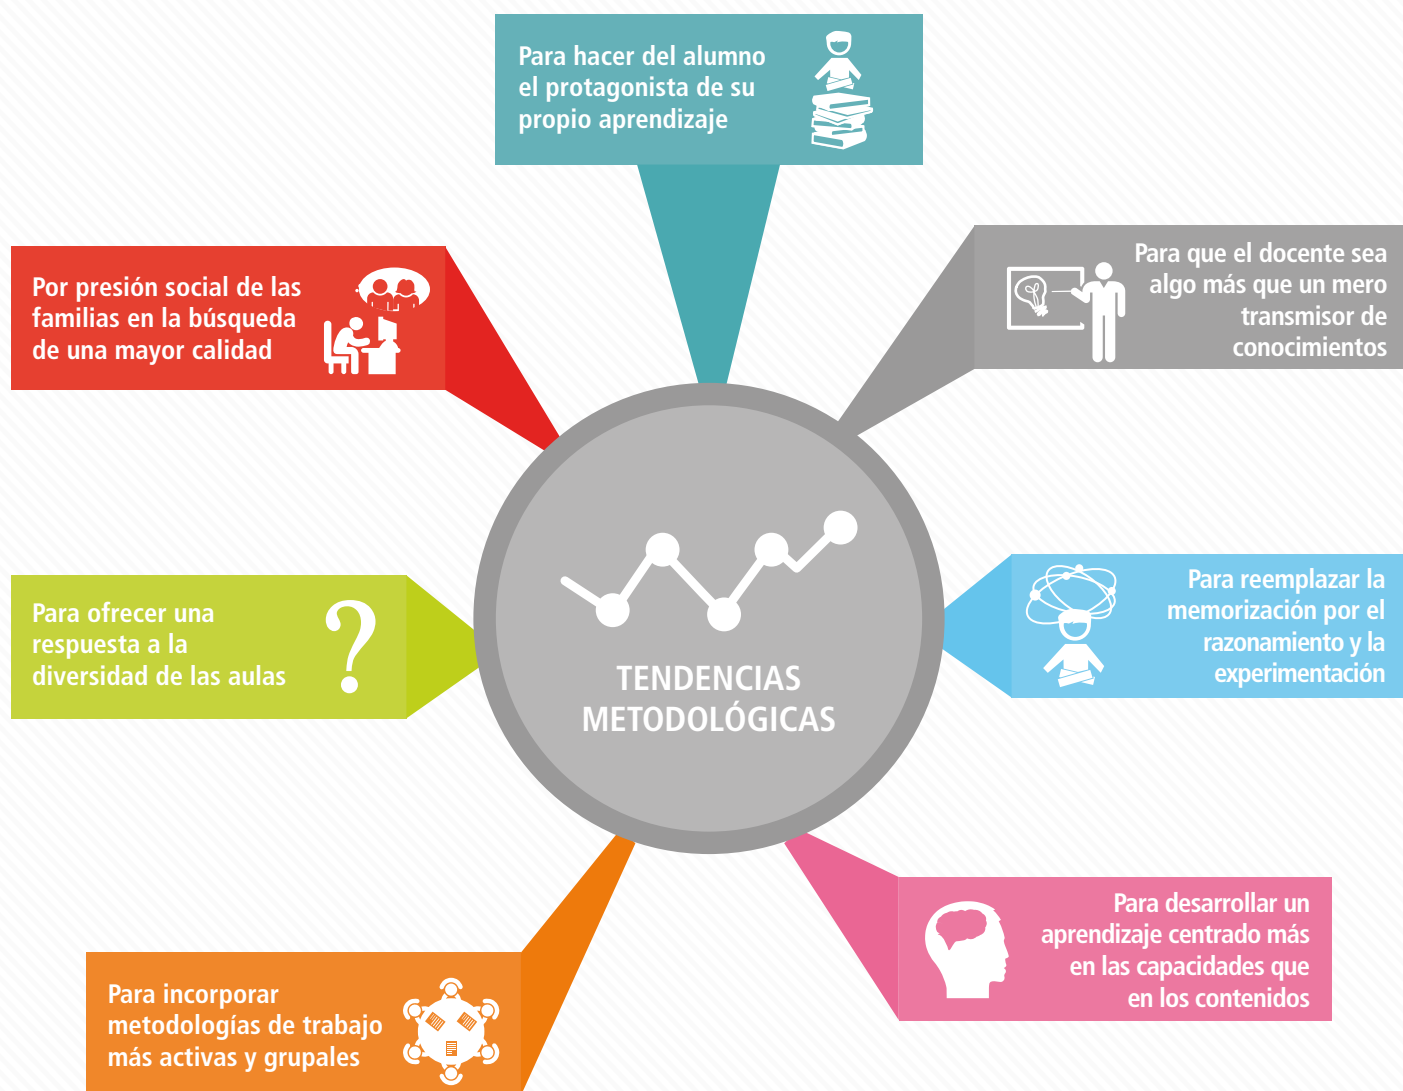 Para hacer del alumno
el protagonista de su
propio aprendizaje
Por presión social de las
familias en la búsqueda
de una mayor calidad
Para que el docente sea
algo más que un mero
transmisor de
conocimientos
Para ofrecer una
respuesta a la
diversidad de las aulas
?
TENDENCIAS
METODOLÓGICAS
Para reemplazar la
memorización por el
razonamiento y la
experimentación
Para incorporar
metodologías de trabajo
más activas y grupales
Para desarrollar un
aprendizaje centrado más
en las capacidades que
en los contenidos